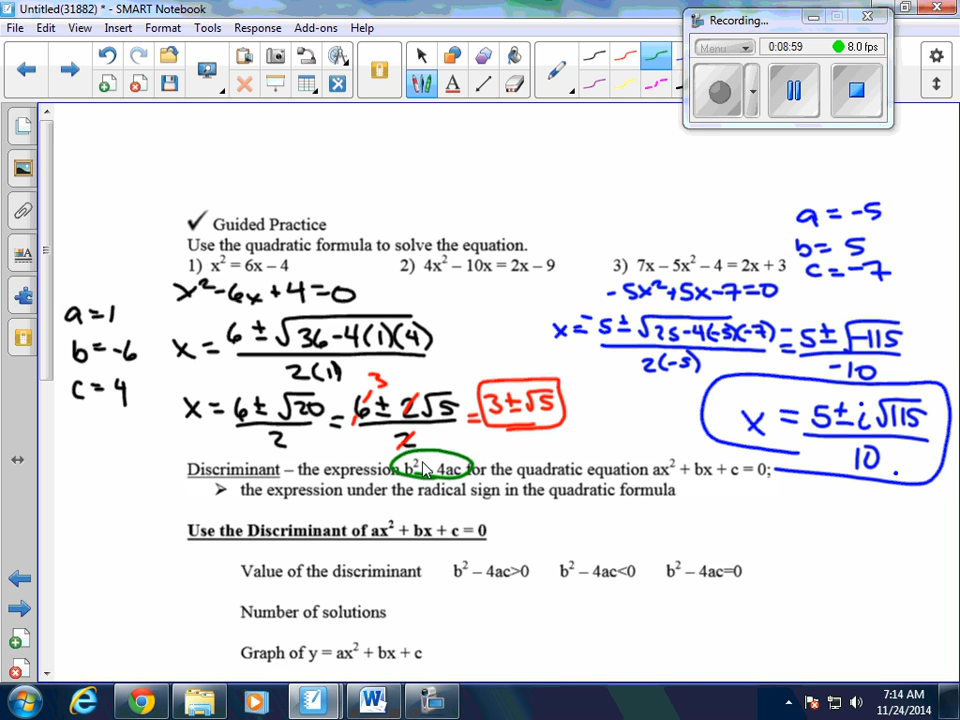 Untitled(31882) * - SMART Notebook
File Edit View Insert Format Tools Response Add-ons Help
Recording...
Menu 0:08:59 8.0 fps
✓ Guided Practice
Use the quadratic formula to solve the equation.
1) x² = 6x – 4 2) 4x² – 10x = 2x – 9 3) 7x – 5x² – 4 = 2x + 3
a = -5
b = 5
c = -7
x² - 6x + 4 = 0
-5x² + 5x - 7 = 0
a = 1
b = -6
c = 4
x = 6 ± √36 - 4(1)(4) / 2(1)
x = -5 ± √25 - 4(-5)(-7) / 2(-5) = 5 ± √-115 / -10
x = 6 ± √20 / 2 = 6 ± 2√5 / 2 = 3 ± √5
3
x = 5 ± i√115 / 10
Discriminant – the expression b² – 4ac for the quadratic equation ax² + bx + c = 0;
➢ the expression under the radical sign in the quadratic formula
Use the Discriminant of ax² + bx + c = 0
Value of the discriminant b² – 4ac>0 b² – 4ac<0 b² – 4ac=0
Number of solutions
Graph of y = ax² + bx + c
7:14 AM
11/24/2014